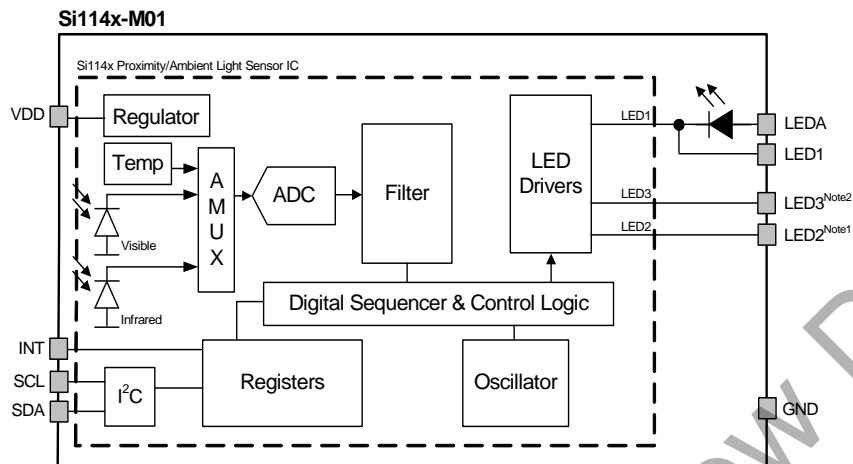 Si114x-M01
Si114x Proximity/Ambient Light Sensor IC
VDD
Regulator
Temp
AMUX
ADC
Filter
LED
Drivers
LED1
LEDA
LED1
LED3
LED3Note2
LED2
LED2Note1
Visible
Infrared
Digital Sequencer & Control Logic
INT
SCL
SDA
I2C
Registers
Oscillator
GND